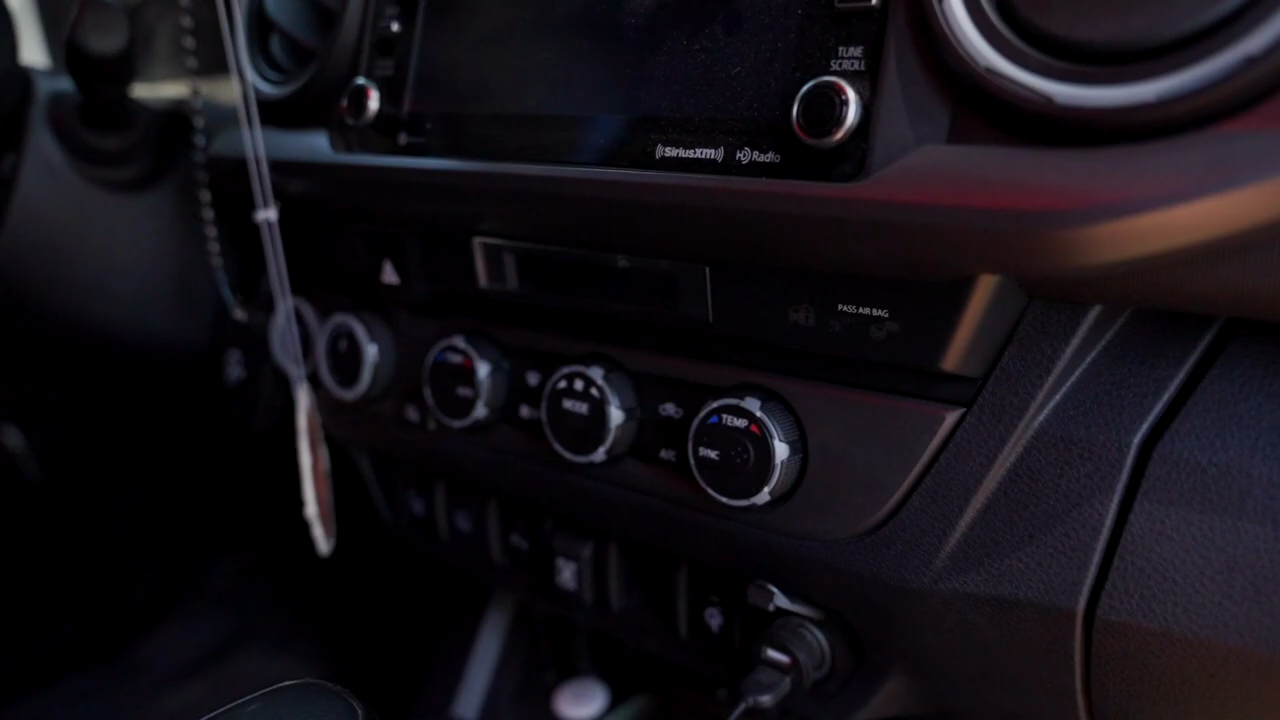 TUNE
SCROLL
((SiriusXM))
HD Radio
PASS AIR BAG
MODE
TEMP
SYNC
A/C